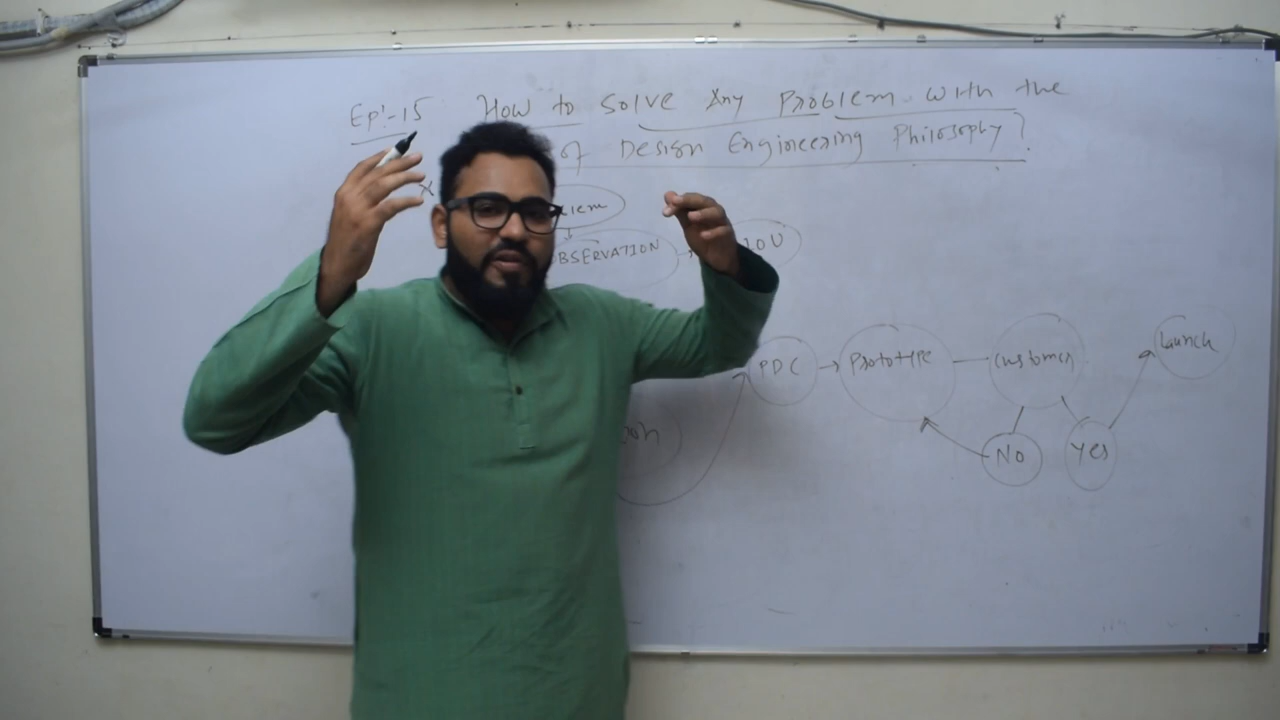 Ep:-15 How to Solve Any Problem with the
of Design Engineering Philosophy?
OBSERVATION
PDC Prototype Customer Launch
No Yes